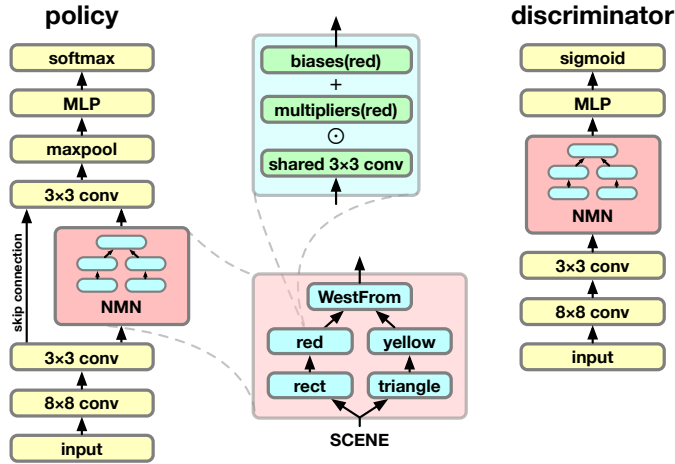 policy
softmax
MLP
maxpool
3×3 conv
skip connection
NMN
3×3 conv
8×8 conv
input
biases(red)
+
multipliers(red)
⊙
shared 3×3 conv
WestFrom
red
yellow
rect
triangle
SCENE
discriminator
sigmoid
MLP
NMN
3×3 conv
8×8 conv
input